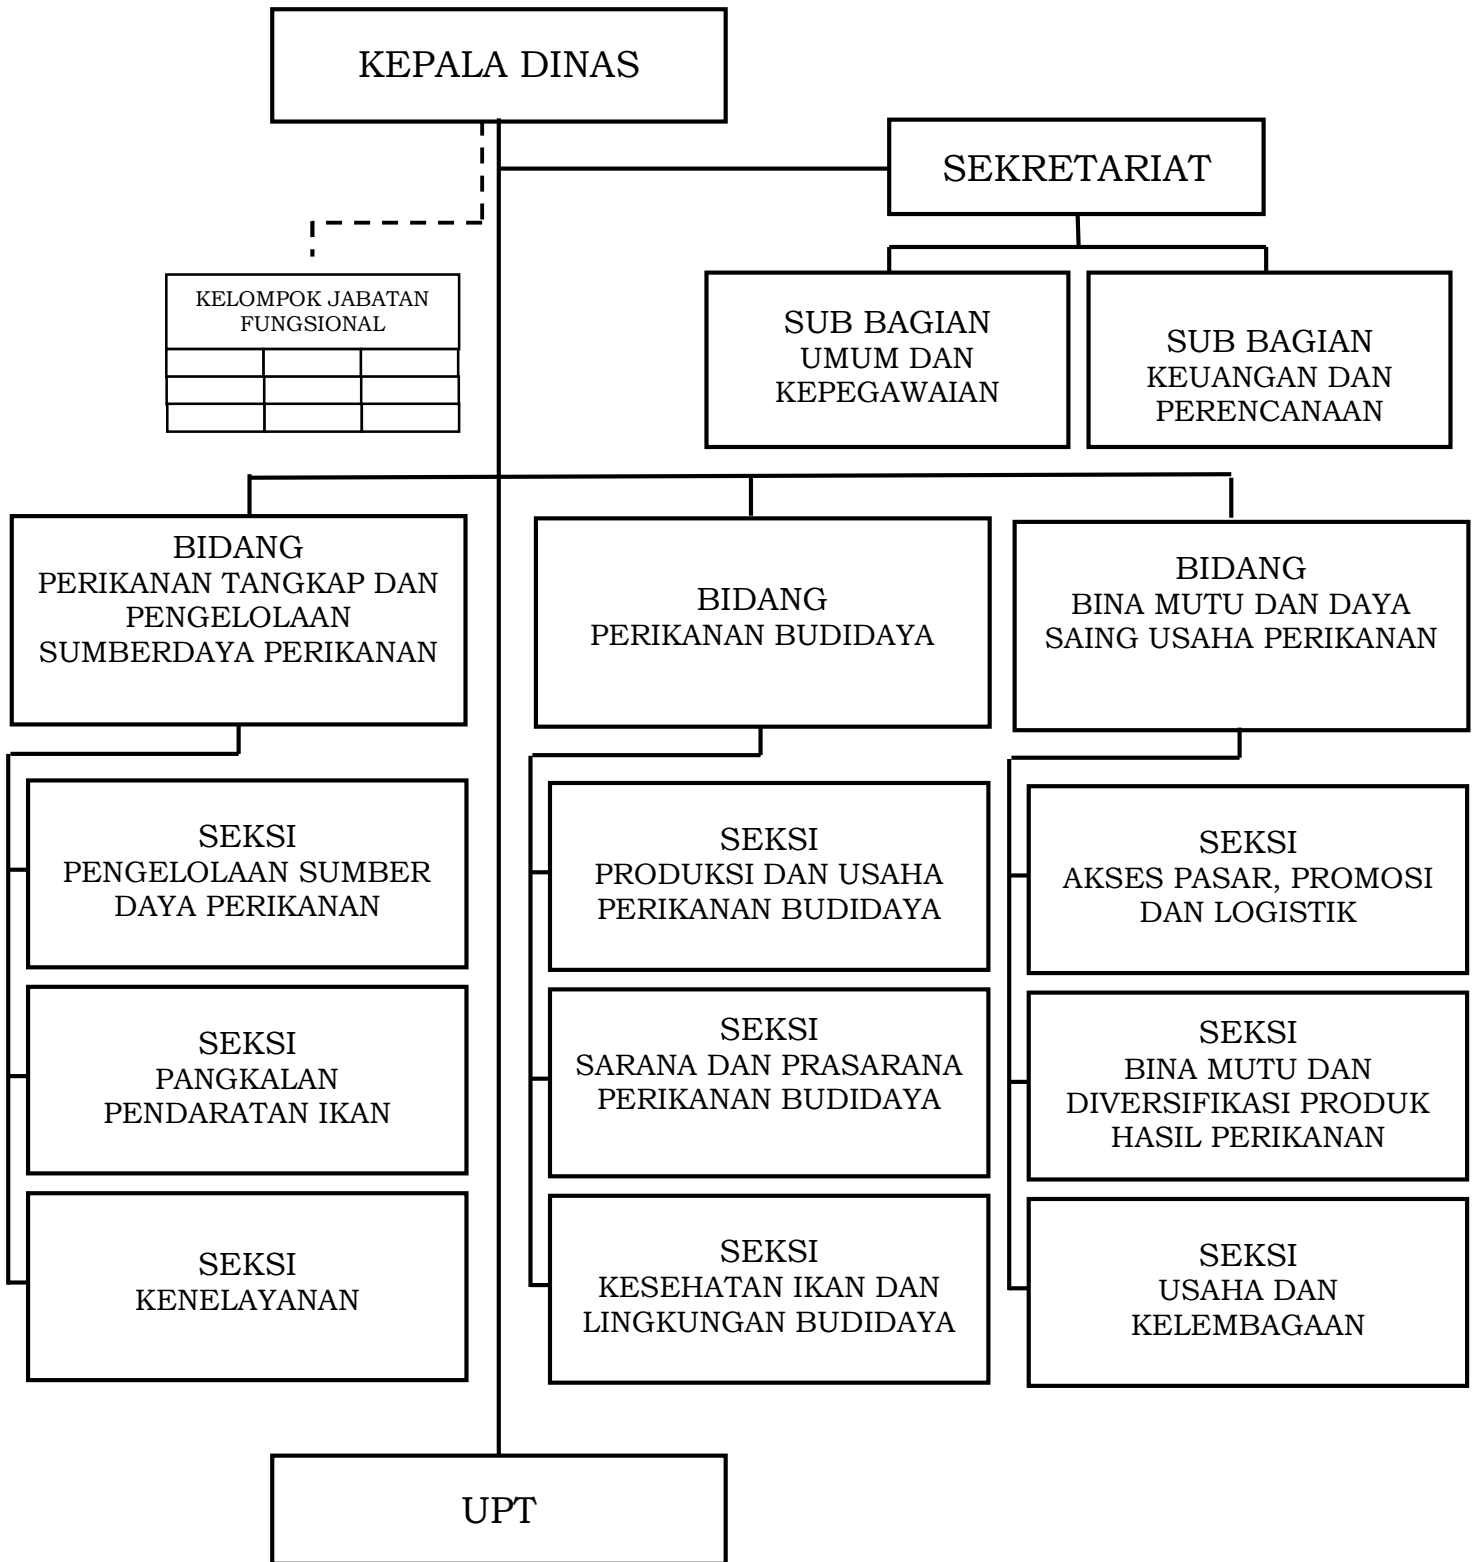 KEPALA DINAS
SEKRETARIAT
KELOMPOK JABATAN
FUNGSIONAL
SUB BAGIAN
UMUM DAN
KEPEGAWAIAN
SUB BAGIAN
KEUANGAN DAN
PERENCANAAN
BIDANG
PERIKANAN TANGKAP DAN
PENGELOLAAN
SUMBERDAYA PERIKANAN
BIDANG
PERIKANAN BUDIDAYA
BIDANG
BINA MUTU DAN DAYA
SAING USAHA PERIKANAN
SEKSI
PENGELOLAAN SUMBER
DAYA PERIKANAN
SEKSI
PRODUKSI DAN USAHA
PERIKANAN BUDIDAYA
SEKSI
AKSES PASAR, PROMOSI
DAN LOGISTIK
SEKSI
PANGKALAN
PENDARATAN IKAN
SEKSI
SARANA DAN PRASARANA
PERIKANAN BUDIDAYA
SEKSI
BINA MUTU DAN
DIVERSIFIKASI PRODUK
HASIL PERIKANAN
SEKSI
KENELAYANAN
SEKSI
KESEHATAN IKAN DAN
LINGKUNGAN BUDIDAYA
SEKSI
USAHA DAN
KELEMBAGAAN
UPT